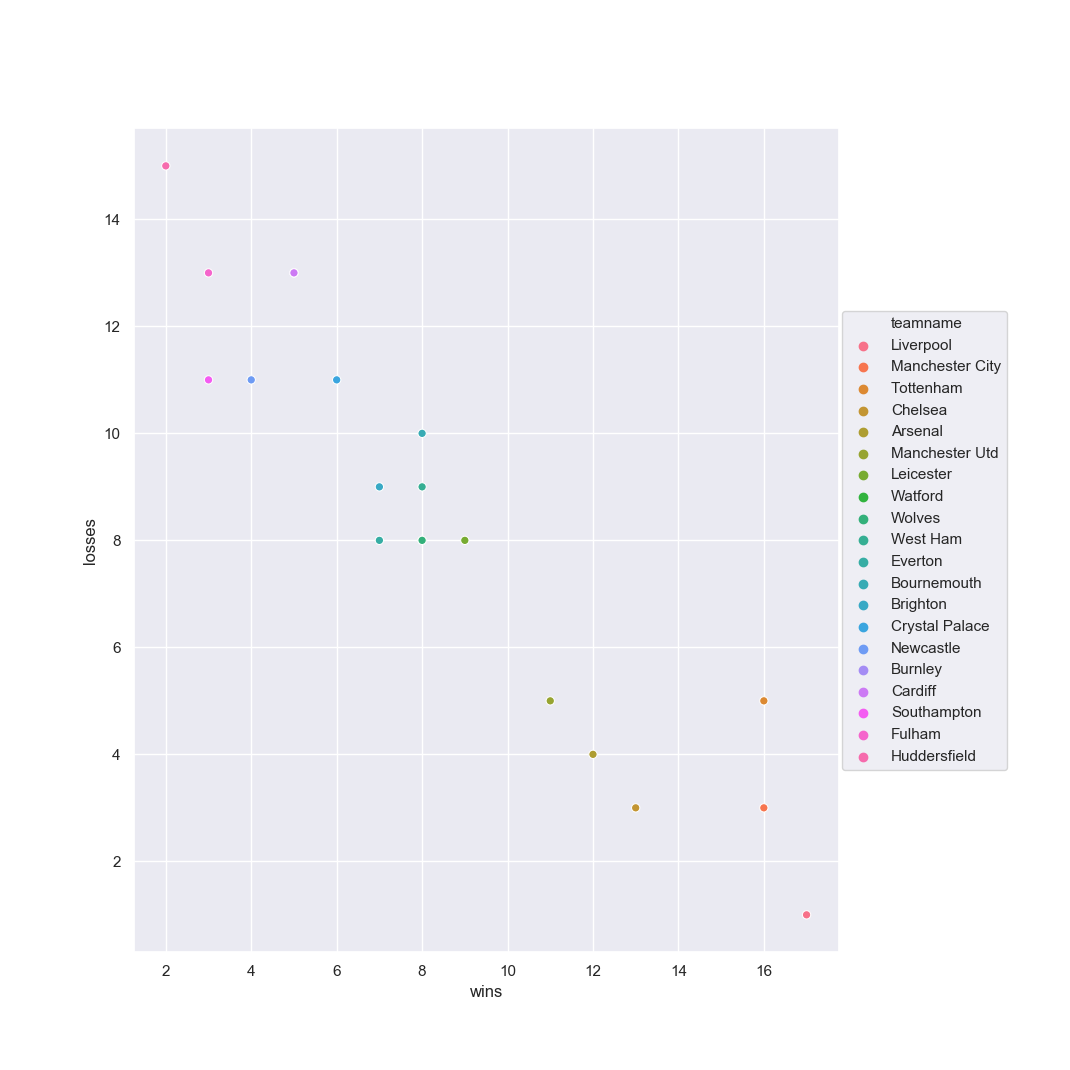 14
12
10
8
6
4
2
losses
2 4 6 8 10 12 14 16
wins
teamname
Liverpool
Manchester City
Tottenham
Chelsea
Arsenal
Manchester Utd
Leicester
Watford
Wolves
West Ham
Everton
Bournemouth
Brighton
Crystal Palace
Newcastle
Burnley
Cardiff
Southampton
Fulham
Huddersfield